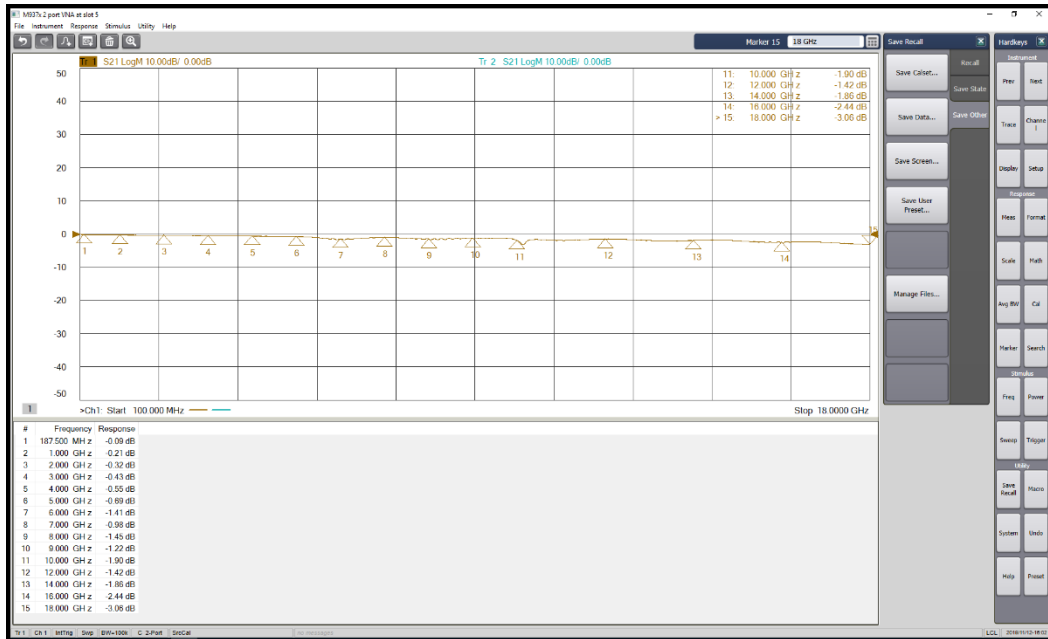 M937x 2 port VNA at slot 5
File Instrument Response Stimulus Utility Help
Marker 15 18 GHz
Tr 1 S21 LogM 10.00dB/ 0.00dB
Tr 2 S21 LogM 10.00dB/ 0.00dB
50
40
30
20
10
0
-10
-20
-30
-40
-50
11: 10.000 GHz -1.90 dB
12: 12.000 GHz -1.42 dB
13: 14.000 GHz -1.86 dB
14: 16.000 GHz -2.44 dB
> 15: 18.000 GHz -3.06 dB
1 2 3 4 5 6 7 8 9 10 11 12 13 14 15
1
>Ch1: Start 100.000 MHz
Stop 18.0000 GHz
# Frequency Response
1 187.500 MHz -0.09 dB
2 1.000 GHz -0.21 dB
3 2.000 GHz -0.32 dB
4 3.000 GHz -0.43 dB
5 4.000 GHz -0.55 dB
6 5.000 GHz -0.69 dB
7 6.000 GHz -1.41 dB
8 7.000 GHz -0.98 dB
9 8.000 GHz -1.45 dB
10 9.000 GHz -1.22 dB
11 10.000 GHz -1.90 dB
12 12.000 GHz -1.42 dB
13 14.000 GHz -1.86 dB
14 16.000 GHz -2.44 dB
15 18.000 GHz -3.06 dB
Tr 1 Ch 1 IntTrig Swp BW=100k C 2-Port SrcCal no messages
LCL
Save Recall
Save Calset...
Save Data...
Save Screen...
Save User
Preset...
Manage Files...
Recall
Save State
Save Other
Hardkeys
Instrument
Prev Next
Trace Channe
l
Display Setup
Response
Meas Format
Scale Math
Avg BW Cal
Marker Search
Stimulus
Freq Power
Sweep Trigger
Utility
Save
Recall
Macro
System Undo
Help Preset